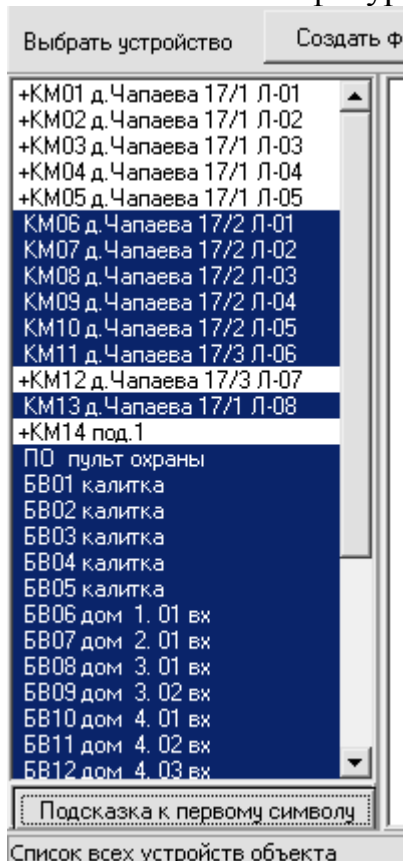 Выбрать устройство Создать ф
+КМ01 д.Чапаева 17/1 Л-01
+КМ02 д.Чапаева 17/1 Л-02
+КМ03 д.Чапаева 17/1 Л-03
+КМ04 д.Чапаева 17/1 Л-04
+КМ05 д.Чапаева 17/1 Л-05
КМ06 д.Чапаева 17/2 Л-01
КМ07 д.Чапаева 17/2 Л-02
КМ08 д.Чапаева 17/2 Л-03
КМ09 д.Чапаева 17/2 Л-04
КМ10 д.Чапаева 17/2 Л-05
КМ11 д.Чапаева 17/3 Л-06
+КМ12 д.Чапаева 17/3 Л-07
КМ13 д.Чапаева 17/1 Л-08
+КМ14 под.1
ПО пульт охраны
БВ01 калитка
БВ02 калитка
БВ03 калитка
БВ04 калитка
БВ05 калитка
БВ06 дом 1. 01 вх
БВ07 дом 2. 01 вх
БВ08 дом 3. 01 вх
БВ09 дом 3. 02 вх
БВ10 дом 4. 01 вх
БВ11 дом 4. 02 вх
БВ12 дом 4. 03 вх
Подсказка к первому символу
Список всех устройств объекта